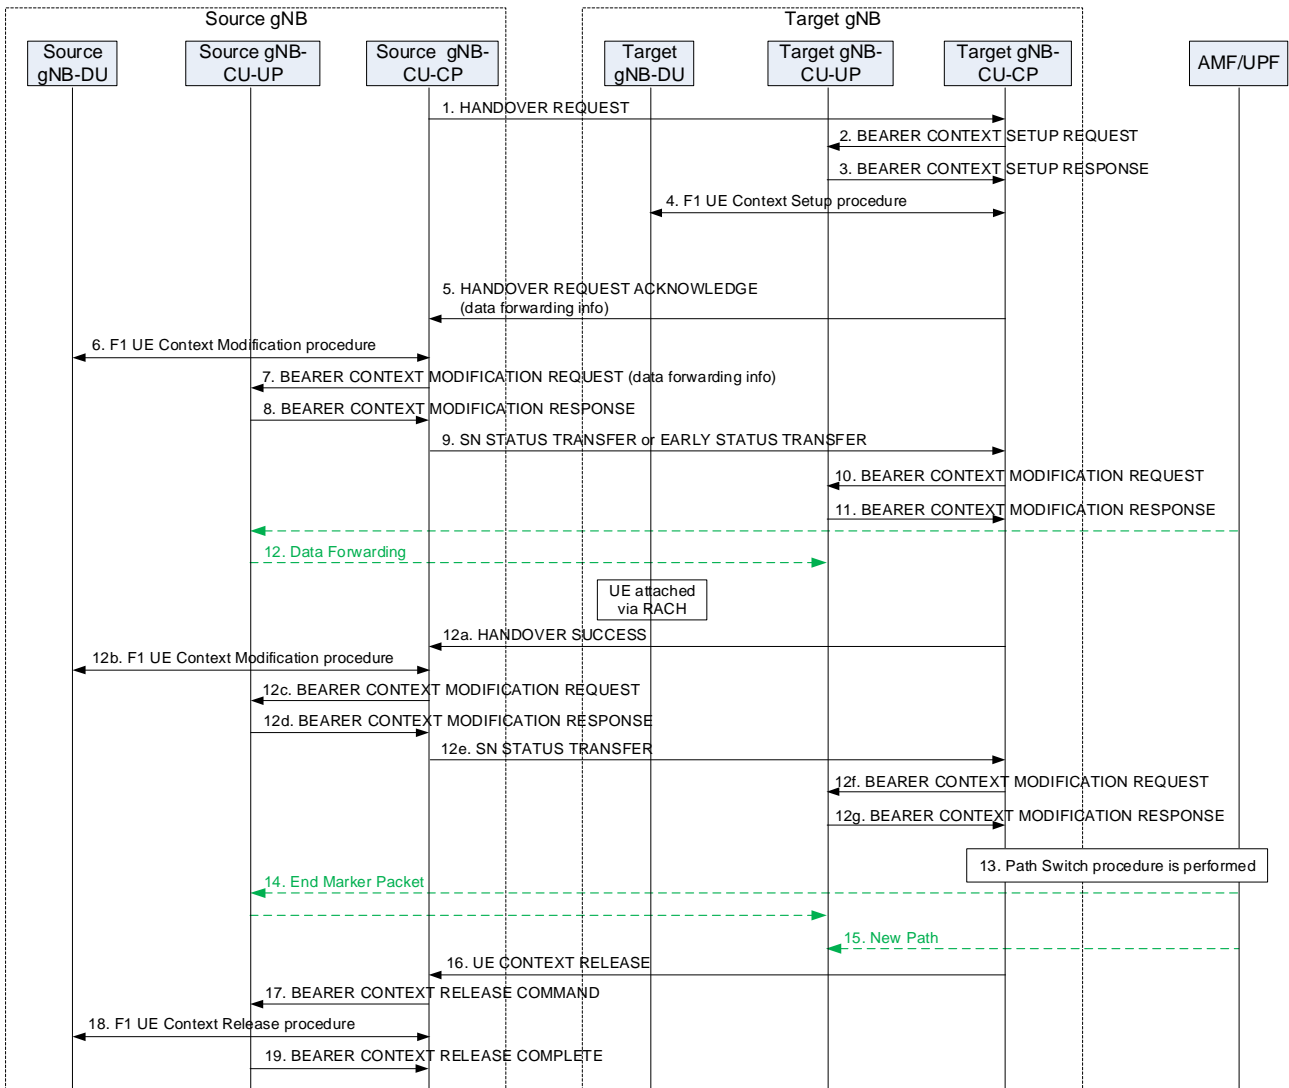 Source gNB
Target gNB
Source
gNB-DU
Source gNB-
CU-UP
Source gNB-
CU-CP
Target
gNB-DU
Target gNB-
CU-UP
Target gNB-
CU-CP
AMF/UPF
1. HANDOVER REQUEST
2. BEARER CONTEXT SETUP REQUEST
3. BEARER CONTEXT SETUP RESPONSE
4. F1 UE Context Setup procedure
5. HANDOVER REQUEST ACKNOWLEDGE
(data forwarding info)
6. F1 UE Context Modification procedure
7. BEARER CONTEXT MODIFICATION REQUEST (data forwarding info)
8. BEARER CONTEXT MODIFICATION RESPONSE
9. SN STATUS TRANSFER or EARLY STATUS TRANSFER
10. BEARER CONTEXT MODIFICATION REQUEST
11. BEARER CONTEXT MODIFICATION RESPONSE
12. Data Forwarding
UE attached
via RACH
12a. HANDOVER SUCCESS
12b. F1 UE Context Modification procedure
12c. BEARER CONTEXT MODIFICATION REQUEST
12d. BEARER CONTEXT MODIFICATION RESPONSE
12e. SN STATUS TRANSFER
12f. BEARER CONTEXT MODIFICATION REQUEST
12g. BEARER CONTEXT MODIFICATION RESPONSE
13. Path Switch procedure is performed
14. End Marker Packet
15. New Path
16. UE CONTEXT RELEASE
17. BEARER CONTEXT RELEASE COMMAND
18. F1 UE Context Release procedure
19. BEARER CONTEXT RELEASE COMPLETE